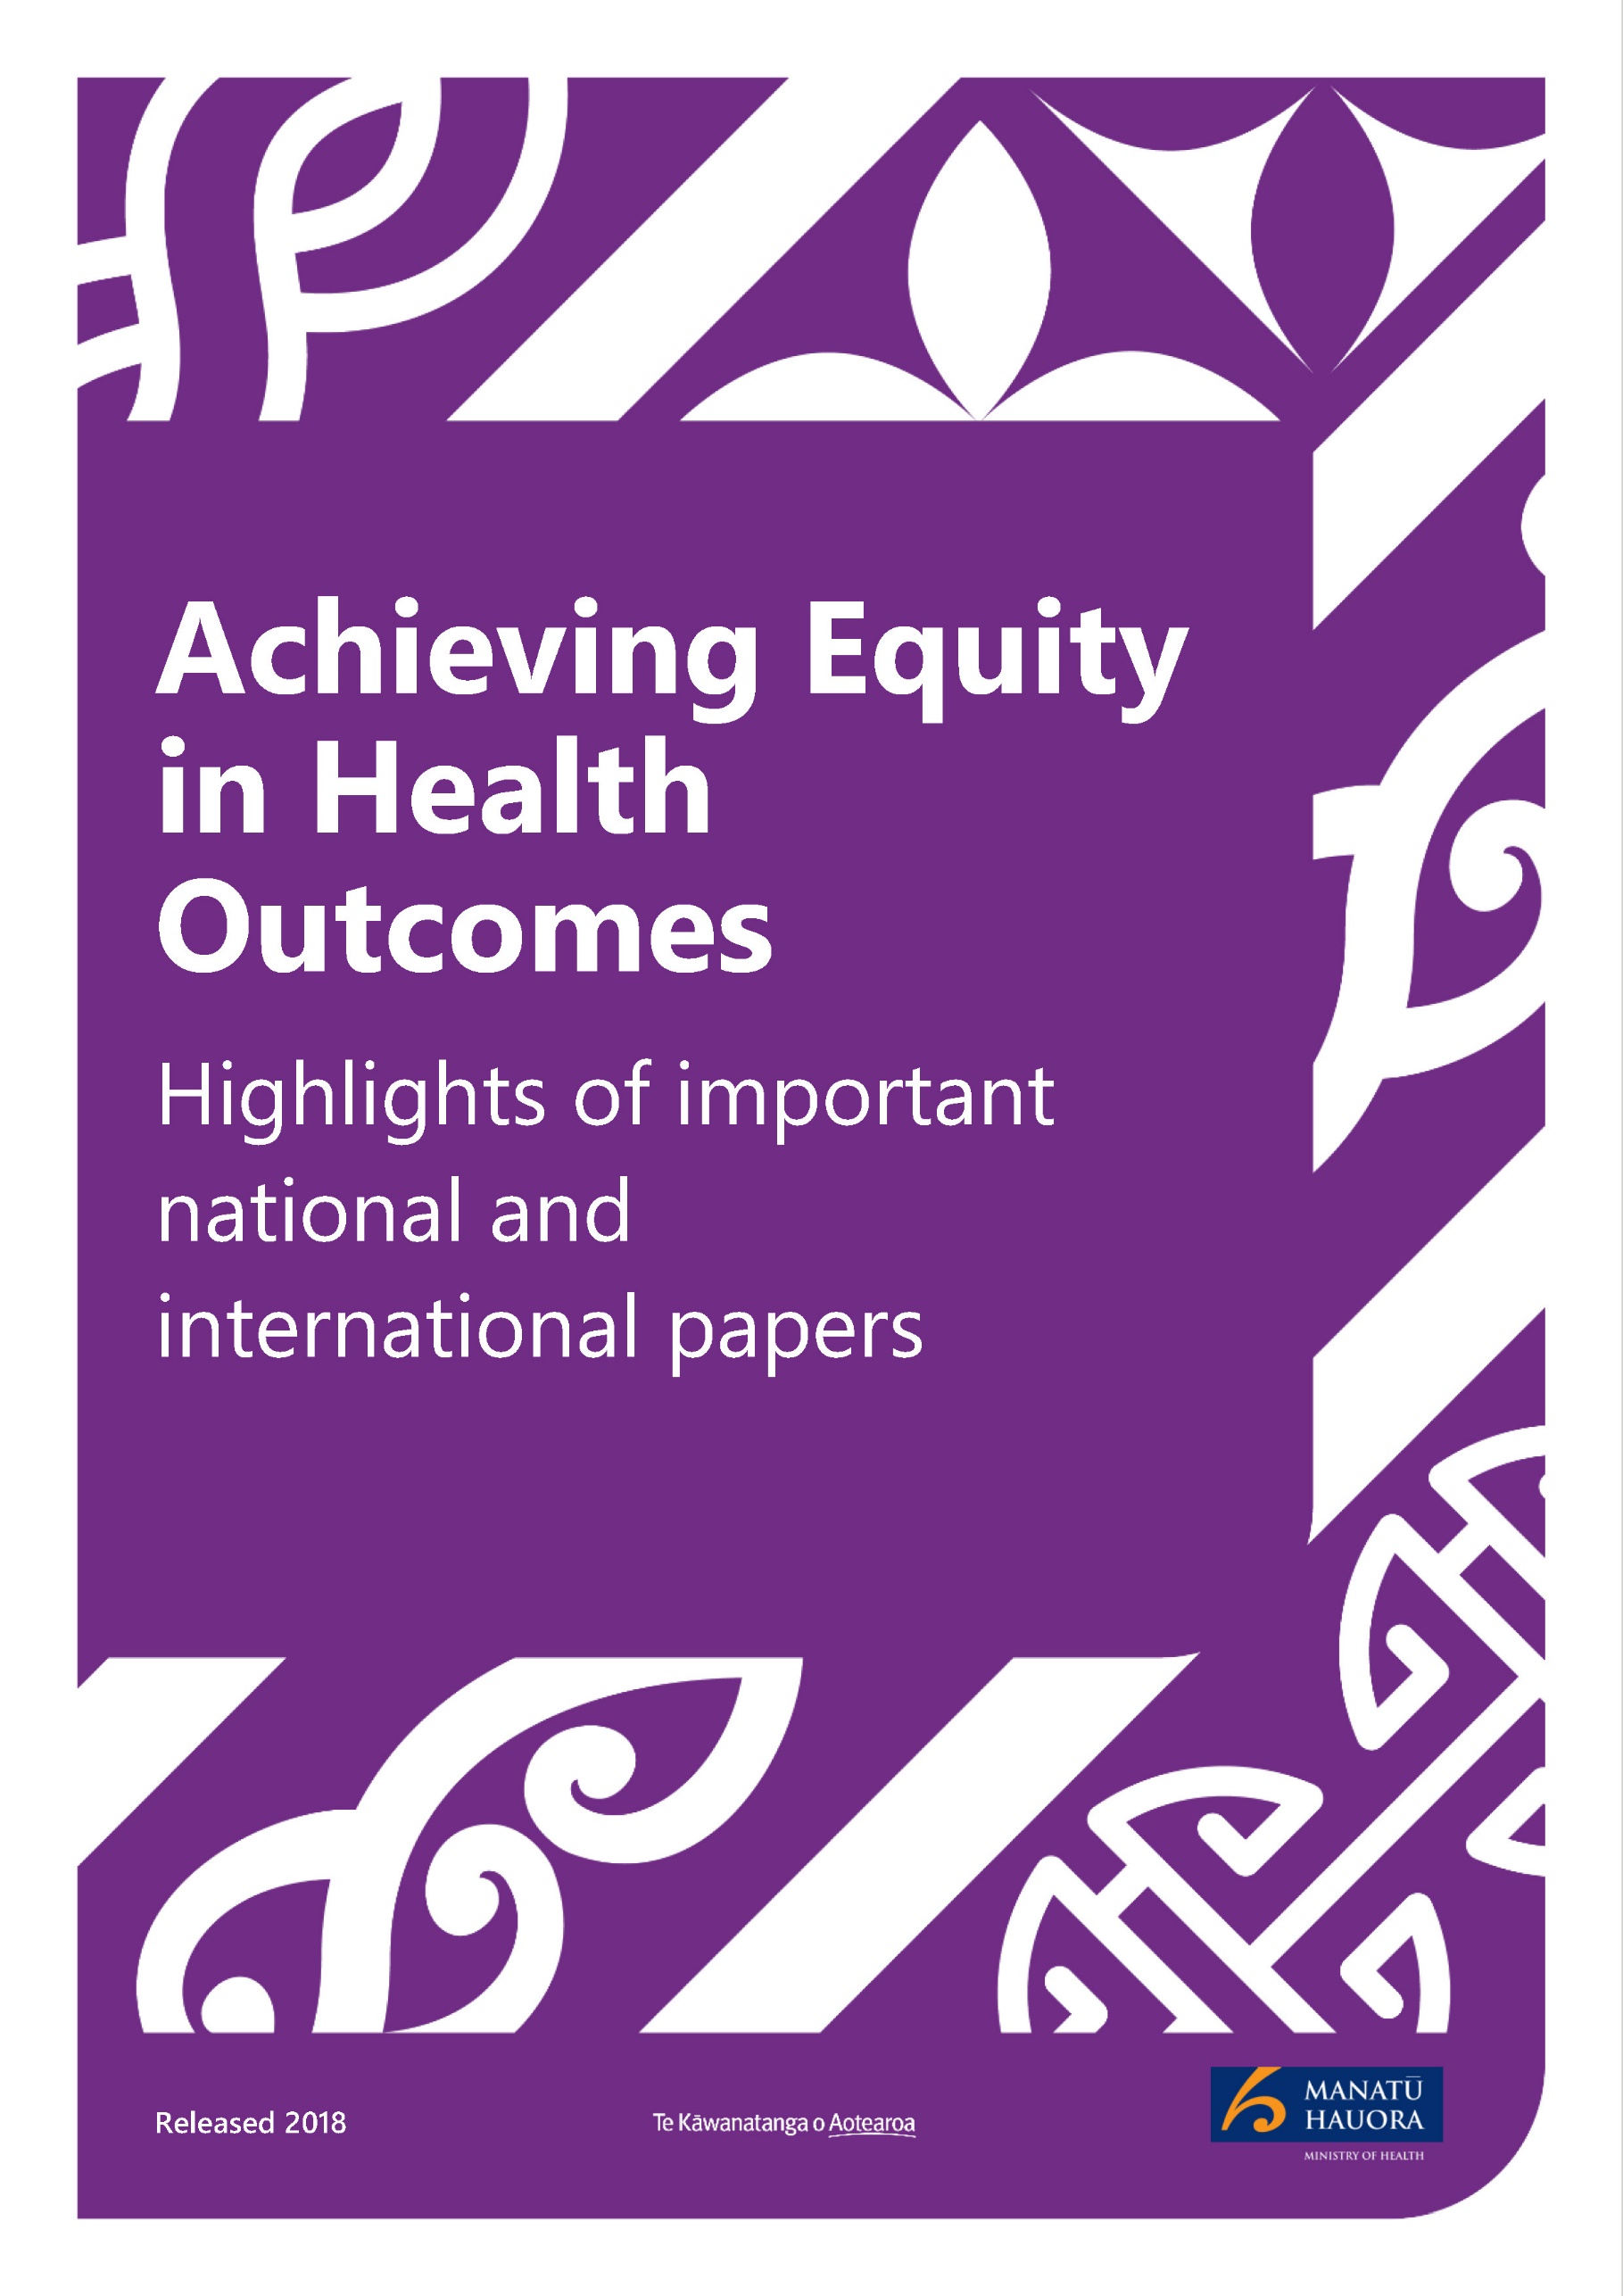 Achieving Equity
in Health
Outcomes
Highlights of important
national and
international papers
Released 2018
Te Kāwanatanga o Aotearoa
MANATŪ
HAUORA
MINISTRY OF HEALTH